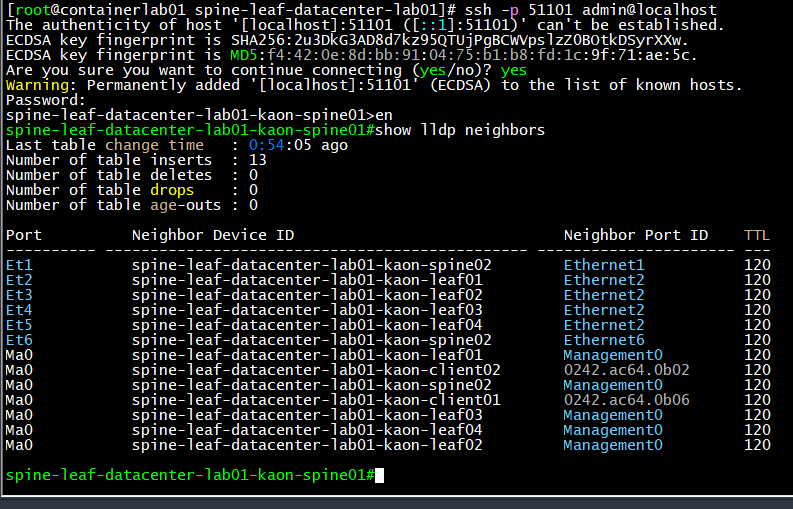 [root@containerlab01 spine-leaf-datacenter-lab01]# ssh -p 51101 admin@localhost
The authenticity of host '[localhost]:51101 ([::1]:51101)' can't be established.
ECDSA key fingerprint is SHA256:2u3DkG3AD8d7kz95QTUjPgBCWVpslzZ0BOtkDSyrXXw.
ECDSA key fingerprint is MD5:f4:42:0e:8d:bb:91:04:75:b1:b8:fd:1c:9f:71:ae:5c.
Are you sure you want to continue connecting (yes/no)? yes
Warning: Permanently added '[localhost]:51101' (ECDSA) to the list of known hosts.
Password:
spine-leaf-datacenter-lab01-kaon-spine01>en
spine-leaf-datacenter-lab01-kaon-spine01#show lldp neighbors
Last table change time   : 0:54:05 ago
Number of table inserts  : 13
Number of table deletes  : 0
Number of table drops    : 0
Number of table age-outs : 0
Port          Neighbor Device ID                              Neighbor Port ID    TTL
---------- ----------------------------------------------- ---------------------- ---
Et1           spine-leaf-datacenter-lab01-kaon-spine02        Ethernet1           120
Et2           spine-leaf-datacenter-lab01-kaon-leaf01         Ethernet2           120
Et3           spine-leaf-datacenter-lab01-kaon-leaf02         Ethernet2           120
Et4           spine-leaf-datacenter-lab01-kaon-leaf03         Ethernet2           120
Et5           spine-leaf-datacenter-lab01-kaon-leaf04         Ethernet2           120
Et6           spine-leaf-datacenter-lab01-kaon-spine02        Ethernet6           120
Ma0           spine-leaf-datacenter-lab01-kaon-leaf01         Management0         120
Ma0           spine-leaf-datacenter-lab01-kaon-client02       0242.ac64.0b02      120
Ma0           spine-leaf-datacenter-lab01-kaon-spine02        Management0         120
Ma0           spine-leaf-datacenter-lab01-kaon-client01       0242.ac64.0b06      120
Ma0           spine-leaf-datacenter-lab01-kaon-leaf03         Management0         120
Ma0           spine-leaf-datacenter-lab01-kaon-leaf04         Management0         120
Ma0           spine-leaf-datacenter-lab01-kaon-leaf02         Management0         120
spine-leaf-datacenter-lab01-kaon-spine01#